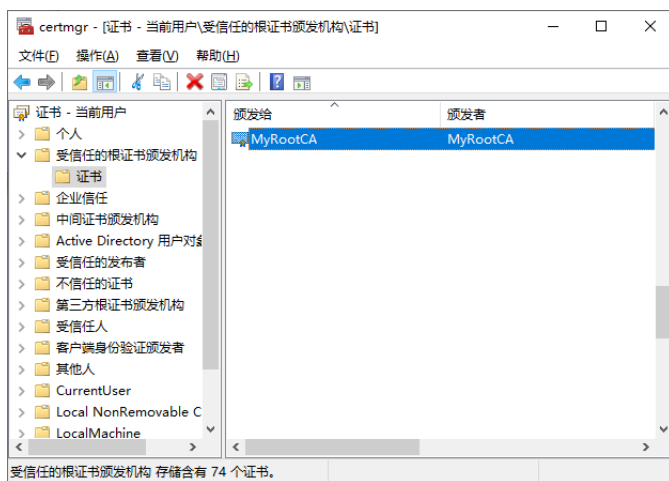 certmgr - [证书 - 当前用户\受信任的根证书颁发机构\证书]
文件(F) 操作(A) 查看(V) 帮助(H)
证书 - 当前用户
个人
受信任的根证书颁发机构
证书
企业信任
中间证书颁发机构
Active Directory 用户对象
受信任的发布者
不信任的证书
第三方根证书颁发机构
受信任人
客户端身份验证颁发者
其他人
CurrentUser
Local NonRemovable C
LocalMachine
颁发给 颁发者
MyRootCA MyRootCA
受信任的根证书颁发机构 存储含有 74 个证书。